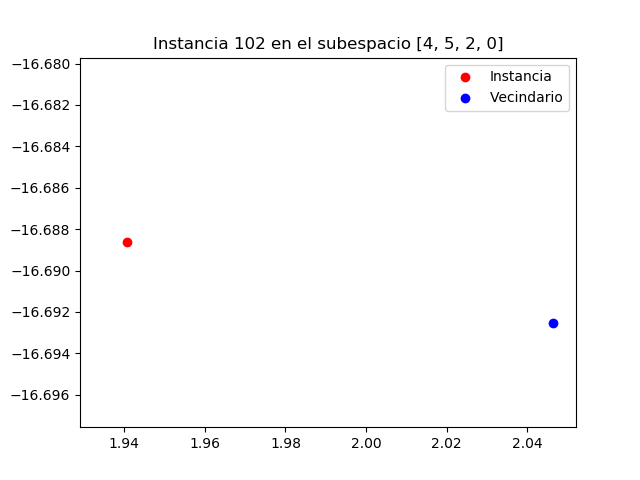 Instancia 102 en el subespacio [4, 5, 2, 0]
Instancia
Vecindario
−16.680
−16.682
−16.684
−16.686
−16.688
−16.690
−16.692
−16.694
−16.696
1.94 1.96 1.98 2.00 2.02 2.04